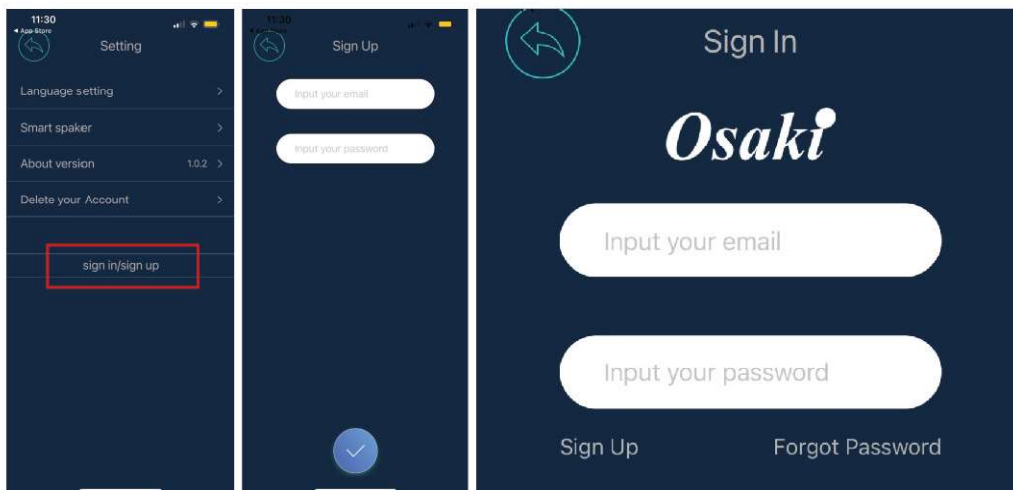 11:30
App Store
Setting
Language setting
Smart spaker
About version 1.0.2
Delete your Account
sign in/sign up
11:30
Sign Up
Input your email
Input your password
Sign In
Osaki
Input your email
Input your password
Sign Up Forgot Password